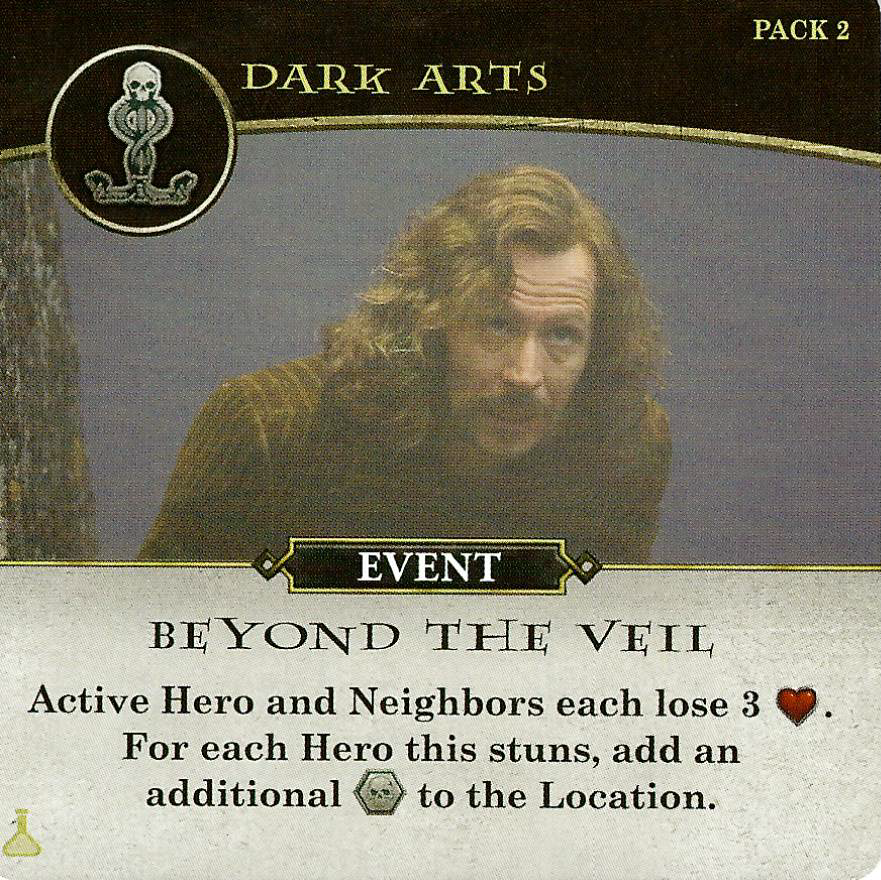 PACK 2
DARK ARTS
EVENT
BEYOND THE VEIL
Active Hero and Neighbors each lose 3 .
For each Hero this stuns, add an
additional to the Location.